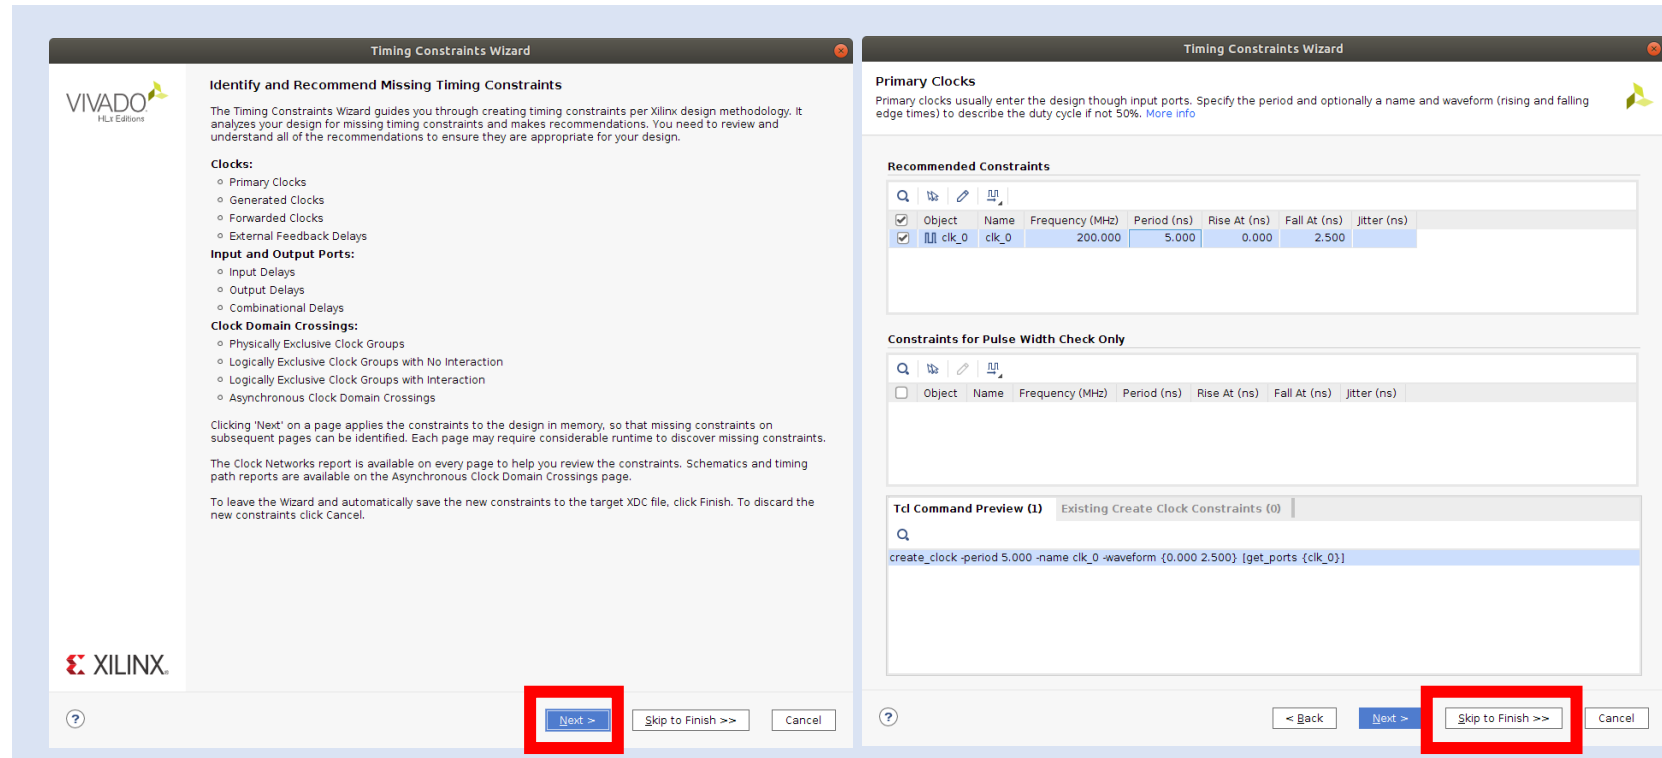 Timing Constraints Wizard
VIVADO
HLx Editions
Identify and Recommend Missing Timing Constraints
The Timing Constraints Wizard guides you through creating timing constraints per Xilinx design methodology. It
analyzes your design for missing timing constraints and makes recommendations. You need to review and
understand all of the recommendations to ensure they are appropriate for your design.
Clocks:
Primary Clocks
Generated Clocks
Forwarded Clocks
External Feedback Delays
Input and Output Ports:
Input Delays
Output Delays
Combinational Delays
Clock Domain Crossings:
Physically Exclusive Clock Groups
Logically Exclusive Clock Groups with No Interaction
Logically Exclusive Clock Groups with Interaction
Asynchronous Clock Domain Crossings
Clicking 'Next' on a page applies the constraints to the design in memory, so that missing constraints on
subsequent pages can be identified. Each page may require considerable runtime to discover missing constraints.
The Clock Networks report is available on every page to help you review the constraints. Schematics and timing
path reports are available on the Asynchronous Clock Domain Crossings page.
To leave the Wizard and automatically save the new constraints to the target XDC file, click Finish. To discard the
new constraints click Cancel.
XILINX.
? Next > Skip to Finish >> Cancel
Timing Constraints Wizard
Primary Clocks
Primary clocks usually enter the design though input ports. Specify the period and optionally a name and waveform (rising and falling
edge times) to describe the duty cycle if not 50%. More info
Recommended Constraints
Object Name Frequency (MHz) Period (ns) Rise At (ns) Fall At (ns) Jitter (ns)
clk_0 clk_0 200.000 5.000 0.000 2.500
Constraints for Pulse Width Check Only
Object Name Frequency (MHz) Period (ns) Rise At (ns) Fall At (ns) Jitter (ns)
Tcl Command Preview (1) Existing Create Clock Constraints (0)
create_clock -period 5.000 -name clk_0 -waveform {0.000 2.500} [get_ports {clk_0}]
? < Back Next > Skip to Finish >> Cancel